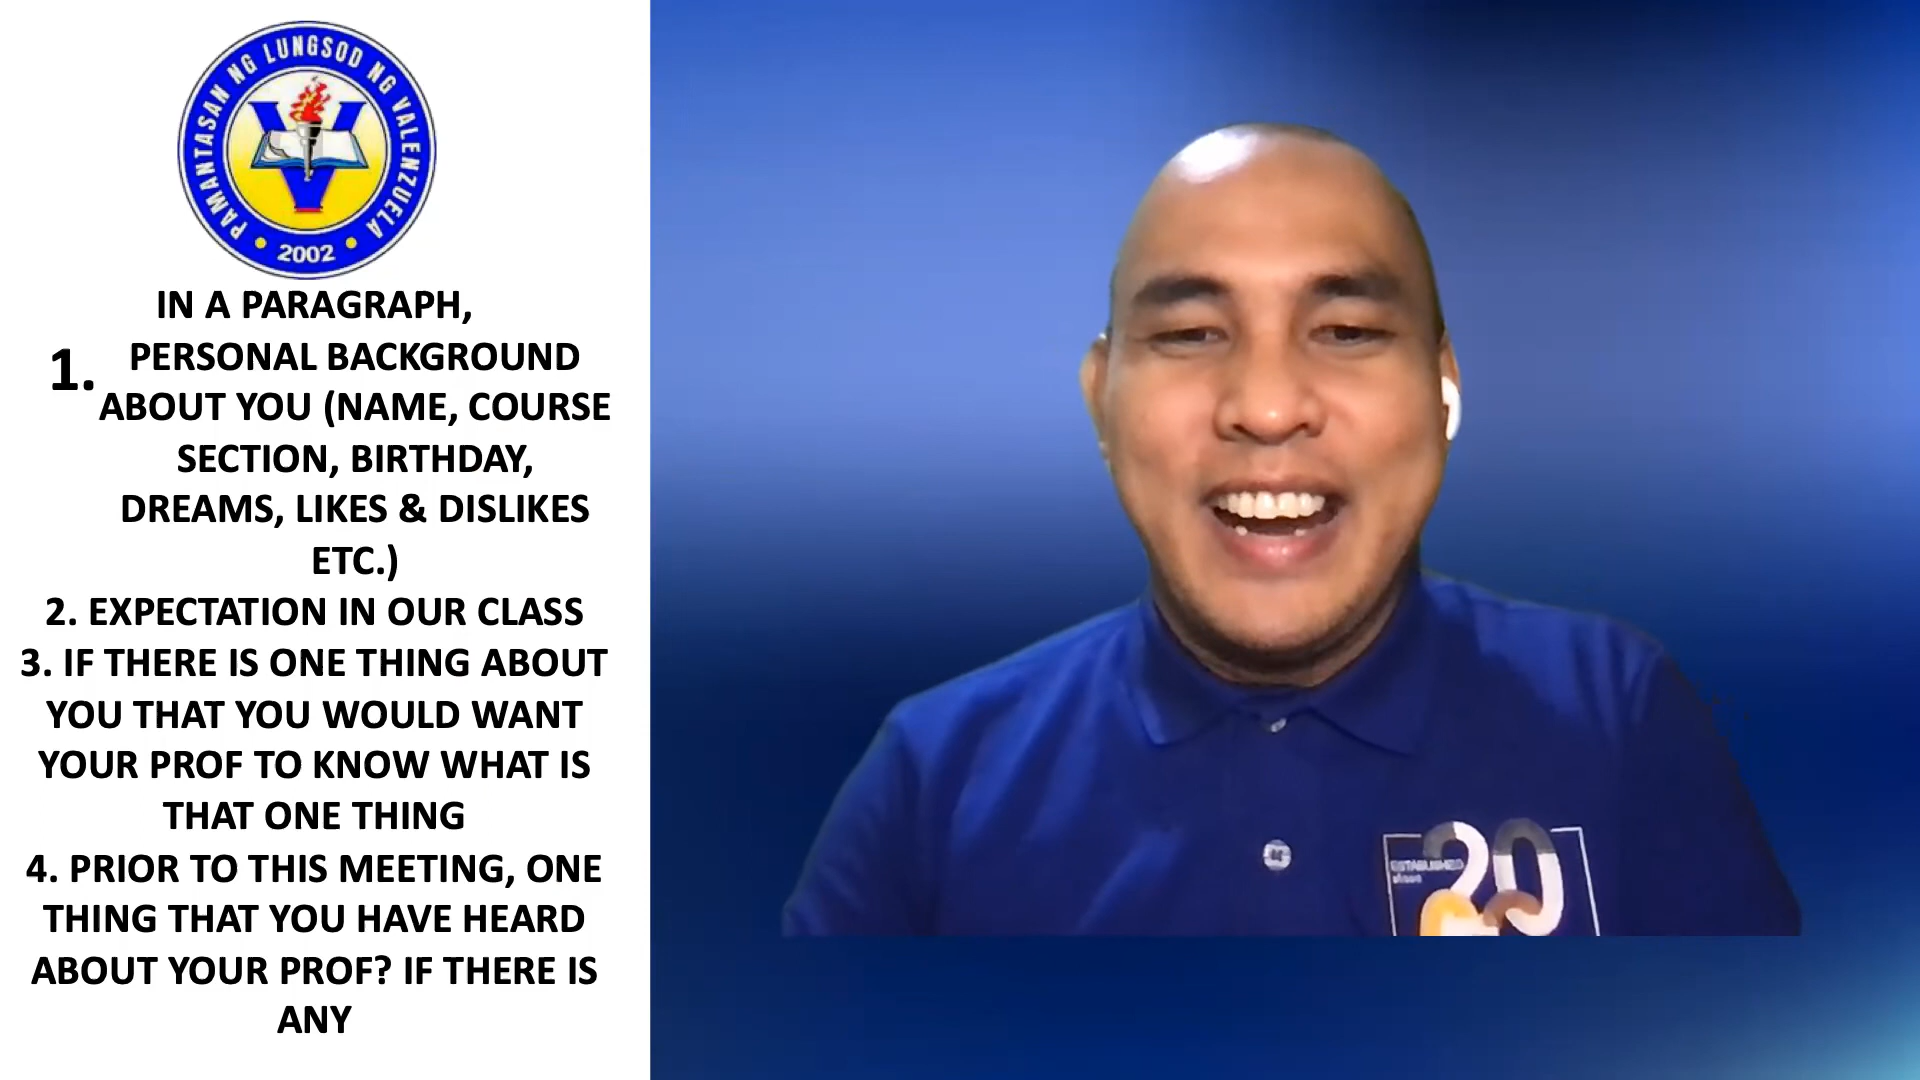 PAMANTASAN NG LUNGSOD NG VALENZUELA
2002
IN A PARAGRAPH,
1. PERSONAL BACKGROUND
ABOUT YOU (NAME, COURSE
SECTION, BIRTHDAY,
DREAMS, LIKES & DISLIKES
ETC.)
2. EXPECTATION IN OUR CLASS
3. IF THERE IS ONE THING ABOUT
YOU THAT YOU WOULD WANT
YOUR PROF TO KNOW WHAT IS
THAT ONE THING
4. PRIOR TO THIS MEETING, ONE
THING THAT YOU HAVE HEARD
ABOUT YOUR PROF? IF THERE IS
ANY
ESTABLISHED
20